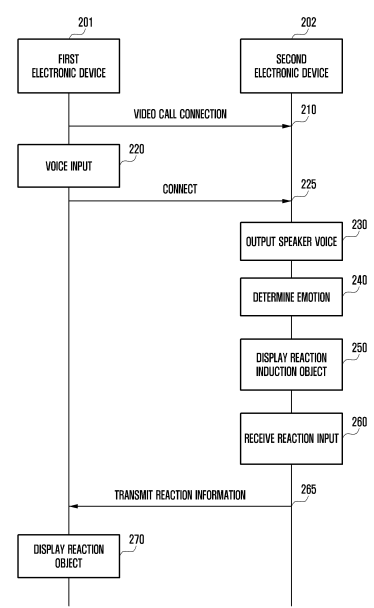 201
202
FIRST
ELECTRONIC DEVICE
SECOND
ELECTRONIC DEVICE
VIDEO CALL CONNECTION
210
VOICE INPUT
220
CONNECT
225
OUTPUT SPEAKER VOICE
230
DETERMINE EMOTION
240
DISPLAY REACTION
INDUCTION OBJECT
250
RECEIVE REACTION INPUT
260
TRANSMIT REACTION INFORMATION
265
DISPLAY REACTION
OBJECT
270